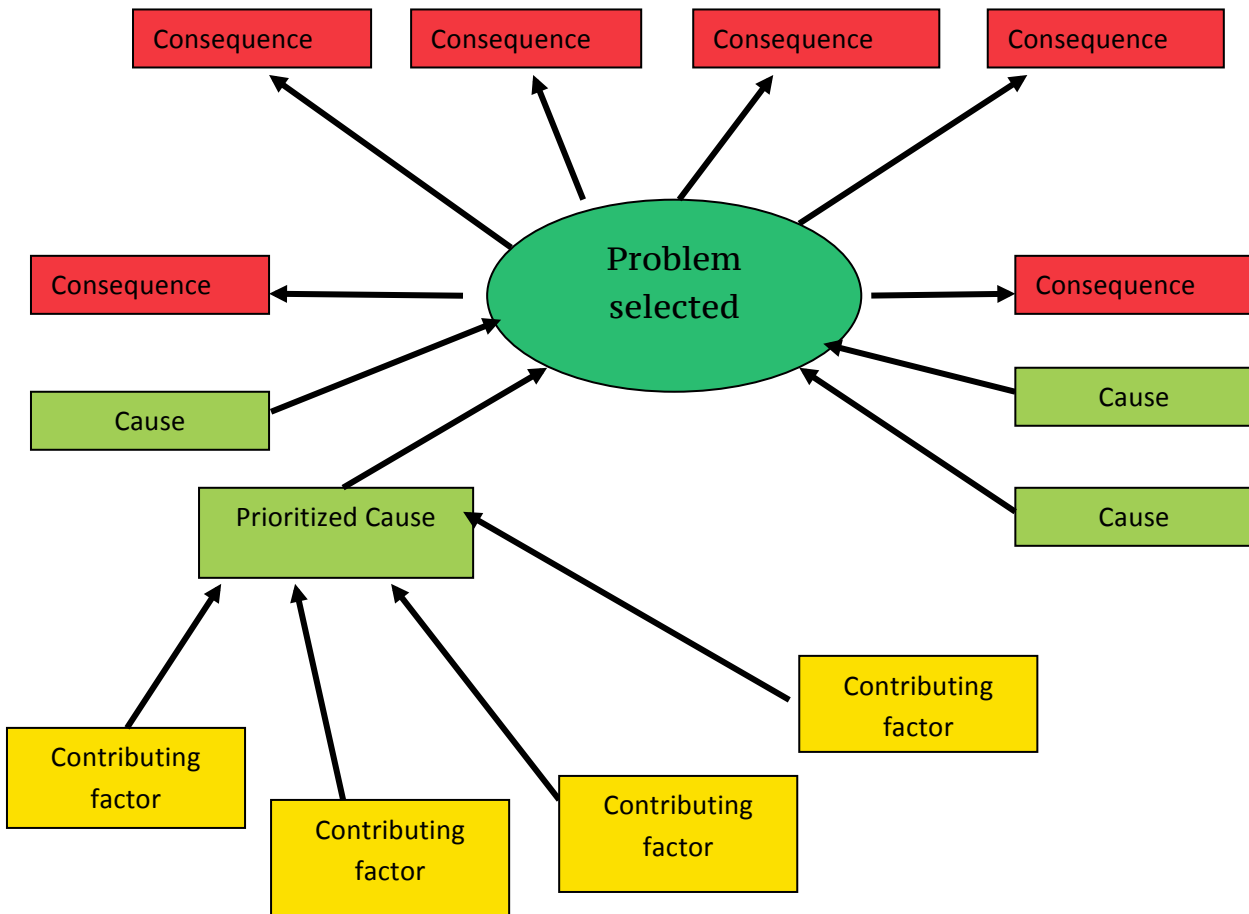 Consequence
Consequence
Consequence
Consequence
Problem
selected
Consequence
Consequence
Cause
Cause
Prioritized Cause
Cause
Contributing
factor
Contributing
factor
Contributing
factor
Contributing
factor